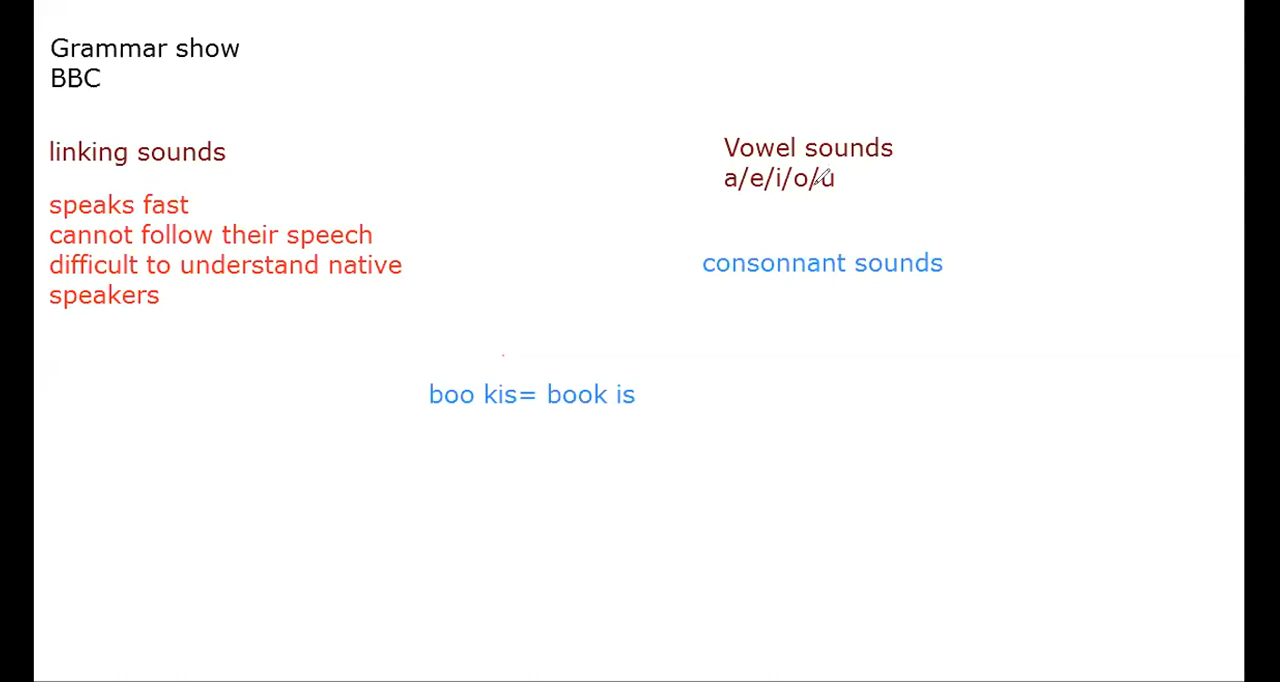 Grammar show
BBC
linking sounds
speaks fast
cannot follow their speech
difficult to understand native
speakers
Vowel sounds
a/e/i/o/u
consonnant sounds
boo kis= book is